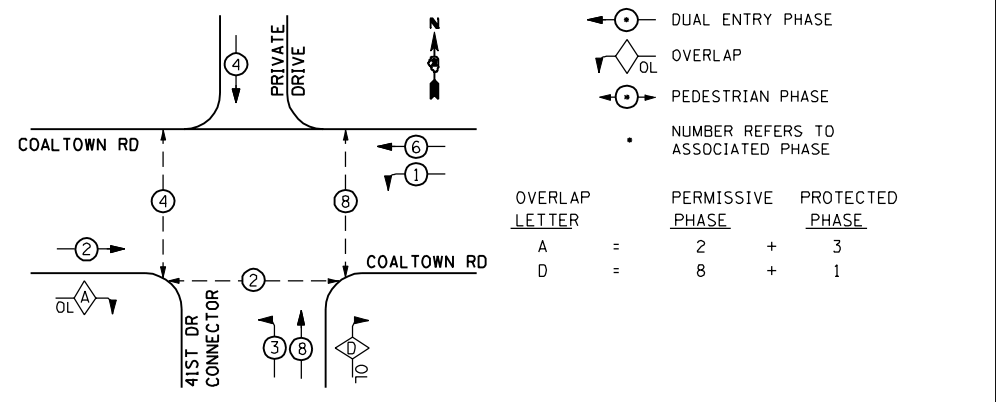 4
PRIVATE
DRIVE
N
COALTOWN RD
6
1
4
8
2
COALTOWN RD
2
OL A
41ST DR
CONNECTOR
3
8
D
OL
* DUAL ENTRY PHASE
OL OVERLAP
* PEDESTRIAN PHASE
* NUMBER REFERS TO
ASSOCIATED PHASE
OVERLAP PERMISSIVE PROTECTED
LETTER PHASE PHASE
A = 2 + 3
D = 8 + 1